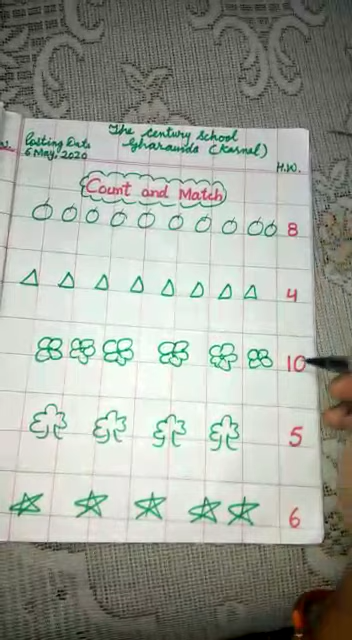 The Century School
Gharaunda (Karnal)
Posting Date
6 May, 2020
H.W.
Count and Match
8
4
10
5
6